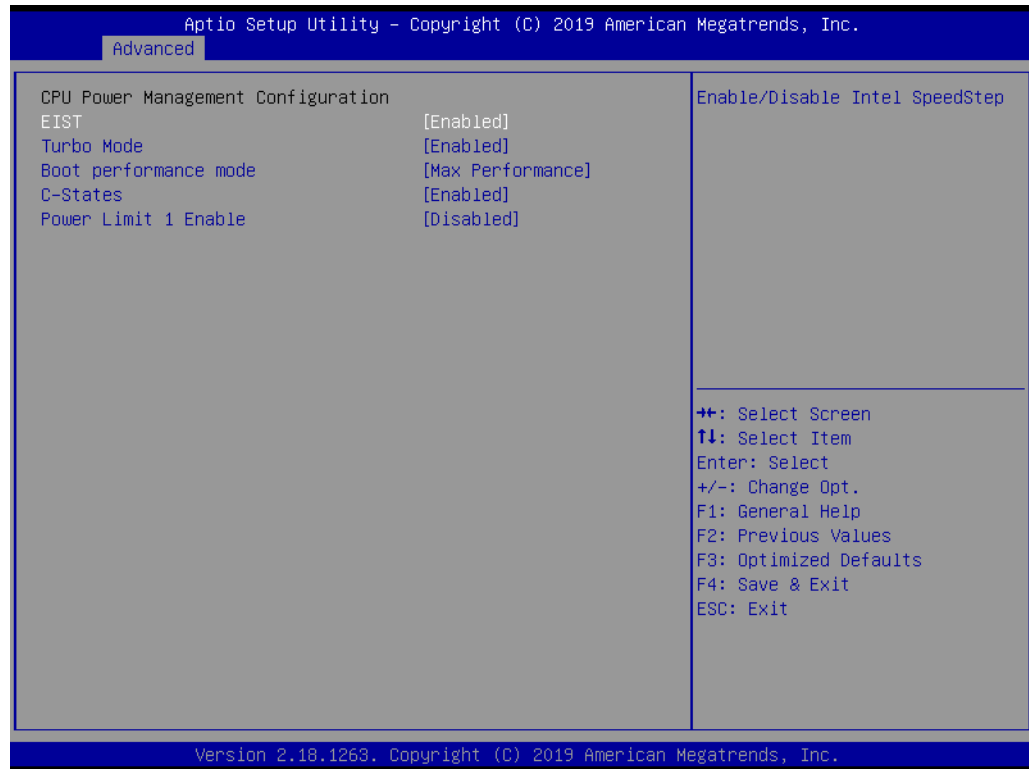 Aptio Setup Utility – Copyright (C) 2019 American Megatrends, Inc.
Advanced
CPU Power Management Configuration
EIST [Enabled]
Turbo Mode [Enabled]
Boot performance mode [Max Performance]
C-States [Enabled]
Power Limit 1 Enable [Disabled]
Enable/Disable Intel SpeedStep
→←: Select Screen
↑↓: Select Item
Enter: Select
+/-: Change Opt.
F1: General Help
F2: Previous Values
F3: Optimized Defaults
F4: Save & Exit
ESC: Exit
Version 2.18.1263. Copyright (C) 2019 American Megatrends, Inc.